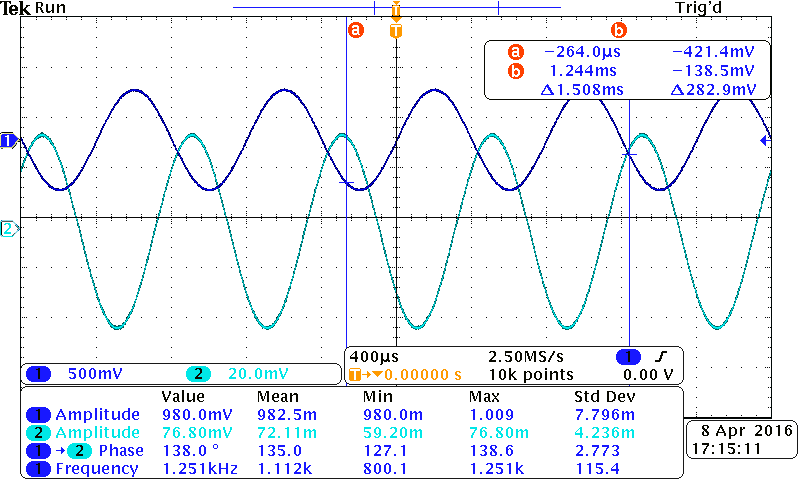 Tek Run T Trig'd
a T b
a −264.0µs −421.4mV
b 1.244ms −138.5mV
Δ1.508ms Δ282.9mV
1
2
1 500mV 2 20.0mV
400µs 2.50MS/s 1
T→▼0.00000 s 10k points 0.00 V
Value Mean Min Max Std Dev
1 Amplitude 980.0mV 982.5m 980.0m 1.009 7.796m
2 Amplitude 76.80mV 72.11m 59.20m 76.80m 4.236m
1 → 2 Phase 138.0 ° 135.0 127.1 138.6 2.773
1 Frequency 1.251kHz 1.112k 800.1 1.251k 115.4
8 Apr 2016
17:15:11